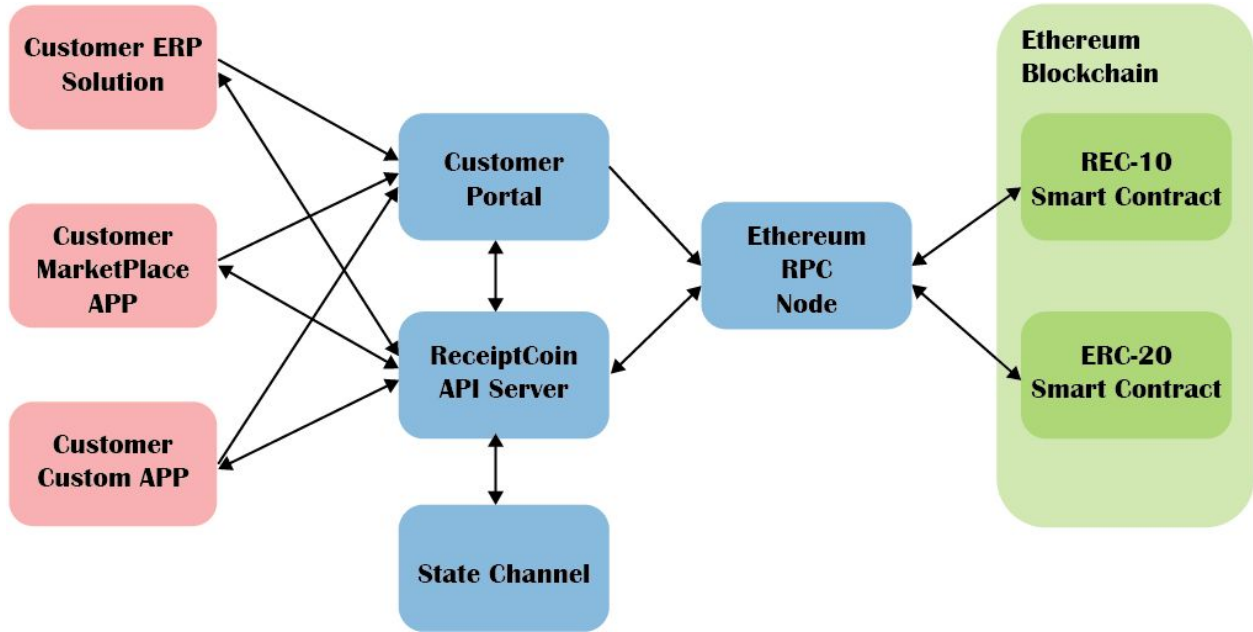 Customer ERP
Solution
Customer
MarketPlace
APP
Customer
Custom APP
Customer
Portal
ReceiptCoin
API Server
State Channel
Ethereum
RPC
Node
Ethereum
Blockchain
REC-10
Smart Contract
ERC-20
Smart Contract